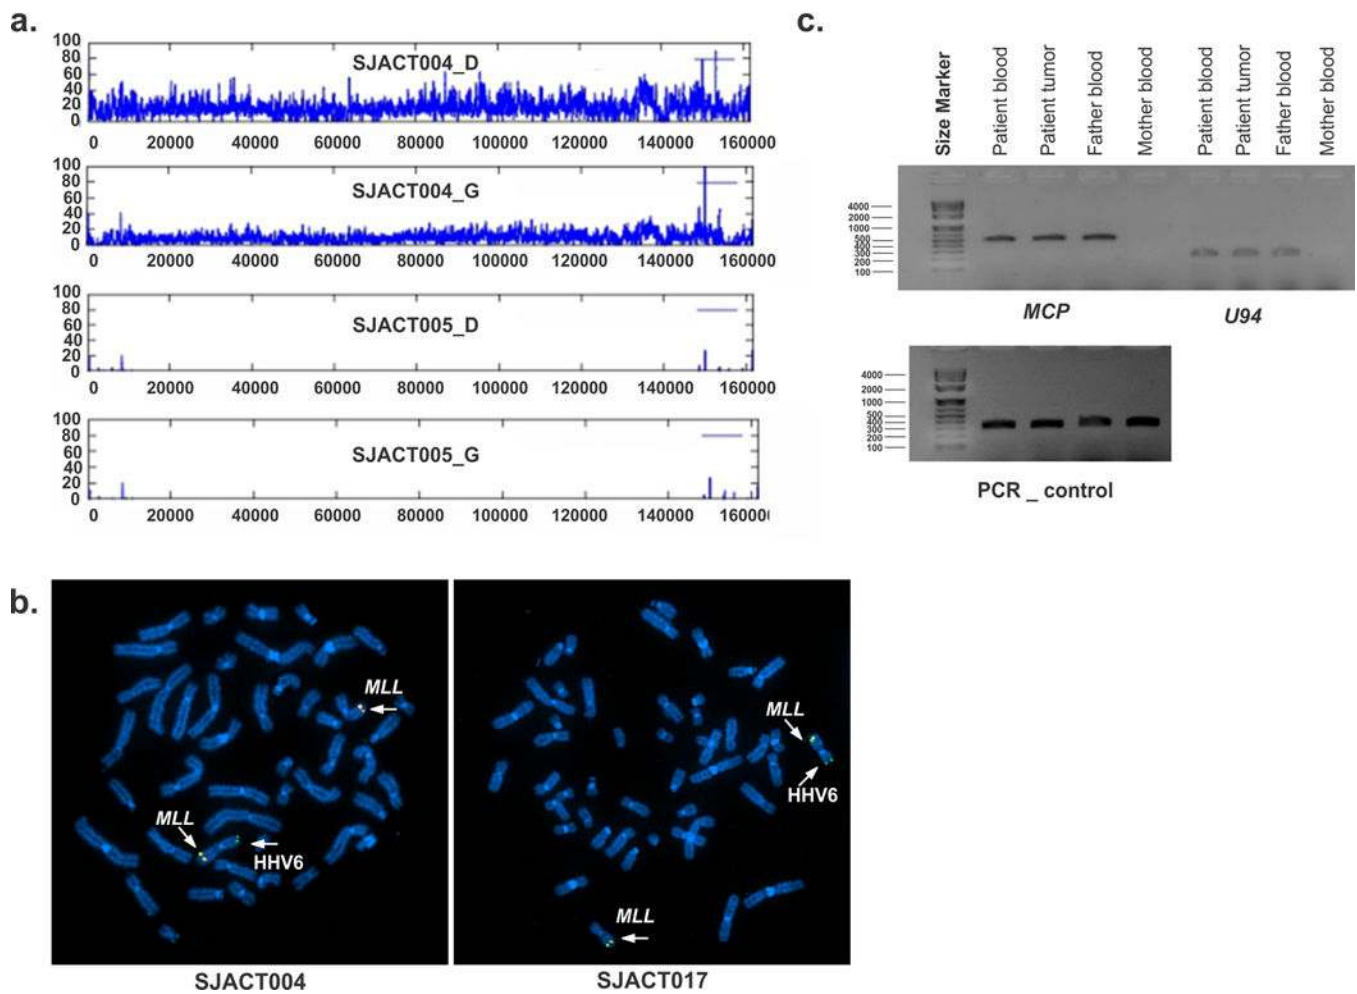 a.
100
80
60
40
20
0
SJACT004_D
0 20000 40000 60000 80000 100000 120000 140000 160000
100
80
60
40
20
0
SJACT004_G
0 20000 40000 60000 80000 100000 120000 140000 160000
100
80
60
40
20
0
SJACT005_D
0 20000 40000 60000 80000 100000 120000 140000 160000
100
80
60
40
20
0
SJACT005_G
0 20000 40000 60000 80000 100000 120000 140000 160000
b.
MLL
MLL
HHV6
SJACT004
MLL
HHV6
MLL
SJACT017
c.
Size Marker
Patient blood
Patient tumor
Father blood
Mother blood
Patient blood
Patient tumor
Father blood
Mother blood
4000
2000
1000
500
400
300
200
100
MCP
U94
4000
2000
1000
500
400
300
200
100
PCR _ control